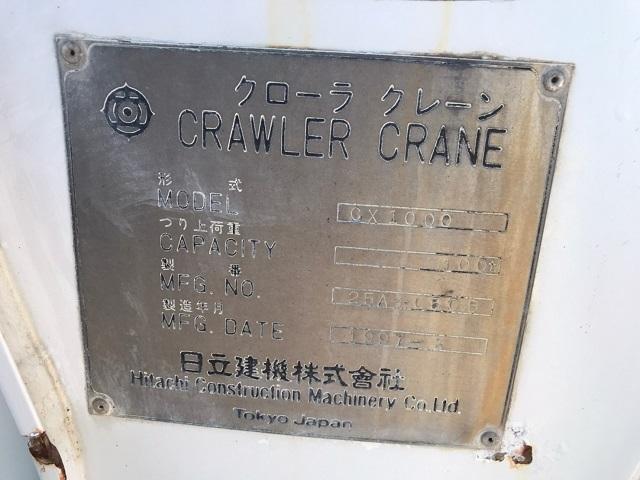 クローラ クレーン
CRAWLER CRANE
形 式
MODEL CX1000
つり上荷重
CAPACITY 100t
製 番
MFG. NO.
製造年月
MFG. DATE
日立建機株式會社
Hitachi Construction Machinery Co.Ltd.
Tokyo Japan